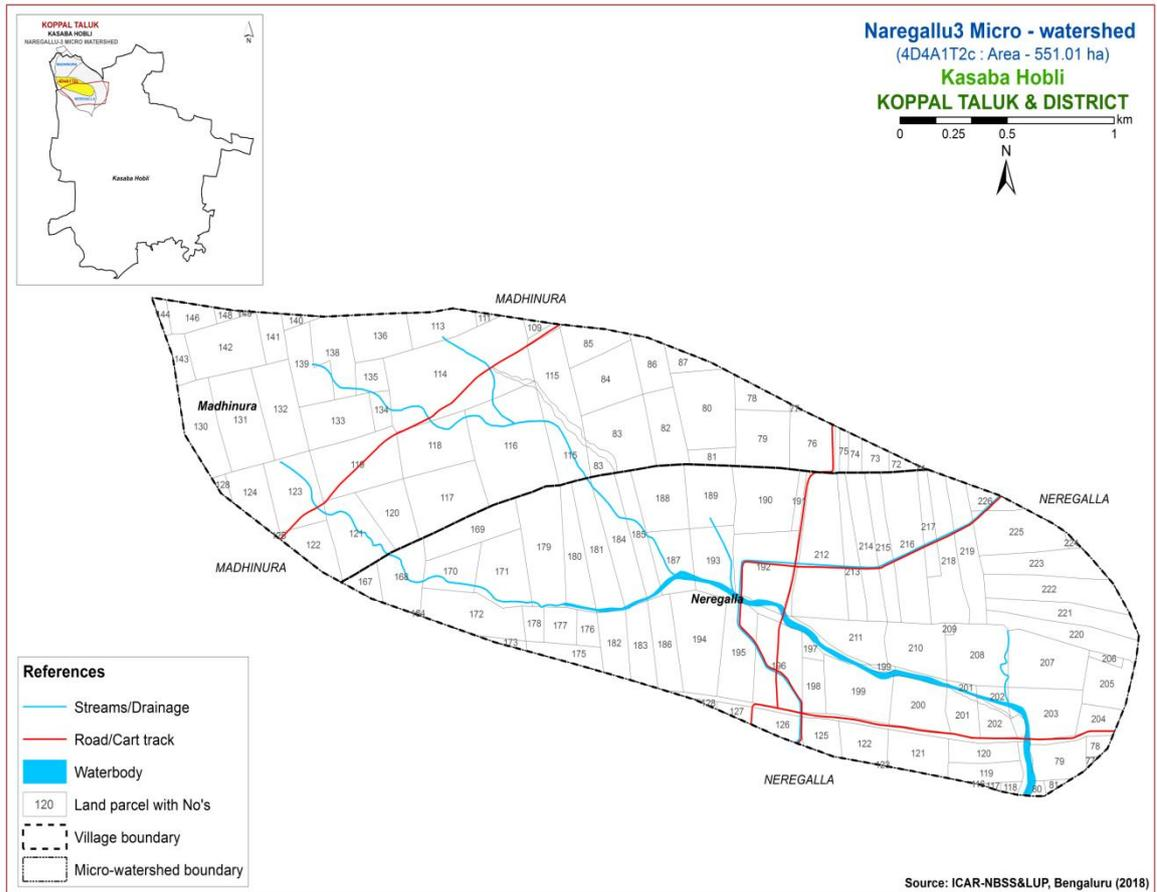 KOPPAL TALUK
KASABA HOBLI
NAREGALLU-3 MICRO WATERSHED
N
MADHINURA
4D4A1T2c
NEREGALLA
Kasaba Hobli
Naregallu3 Micro - watershed
(4D4A1T2c : Area - 551.01 ha)
Kasaba Hobli
KOPPAL TALUK & DISTRICT
km
0 0.25 0.5 1
N
MADHINURA
144 146 148 149 140 136 113 111 109 85
143 142 141 139 138 135 114 115 84 86 87
Madhinura
130 131 132 133 134 118 116 115 83 82 80 78 77
79 76 75 74 73 72
128 124 123 119 117 83 81
120 122 121 120 169 188 189 190 191
NEREGALLA
226 225 224
179 180 181 184 185 187 193 192 212 213 214 215 216 217 218 219 223
MADHINURA
167 168 170 171 222
164 172 Neregalla 221
173 178 177 176 175 182 183 186 194 195 196 197 211 210 209 208 207 220 206
198 199 199 200 201 202 205
128 127 126 201 202 203 204
125 122 121 120 79 78 77
123 119 118 117 118 80 81
NEREGALLA
References
Streams/Drainage
Road/Cart track
Waterbody
120 Land parcel with No's
Village boundary
Micro-watershed boundary
Source: ICAR-NBSS&LUP, Bengaluru (2018)